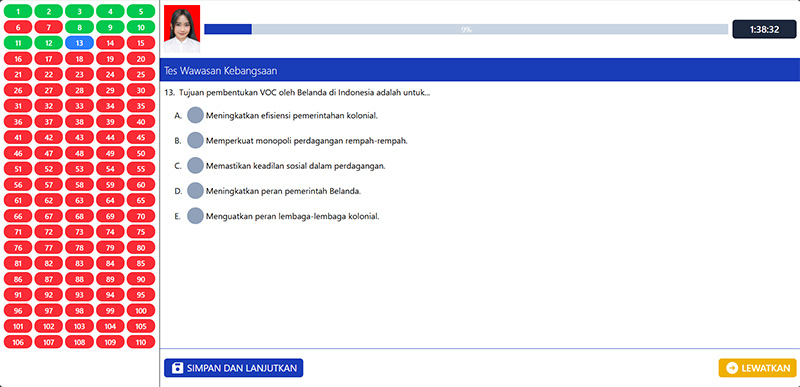 1 2 3 4 5
6 7 8 9 10
11 12 13 14 15
16 17 18 19 20
21 22 23 24 25
26 27 28 29 30
31 32 33 34 35
36 37 38 39 40
41 42 43 44 45
46 47 48 49 50
51 52 53 54 55
56 57 58 59 60
61 62 63 64 65
66 67 68 69 70
71 72 73 74 75
76 77 78 79 80
81 82 83 84 85
86 87 88 89 90
91 92 93 94 95
96 97 98 99 100
101 102 103 104 105
106 107 108 109 110
9%
1:38:32
Tes Wawasan Kebangsaan
13. Tujuan pembentukan VOC oleh Belanda di Indonesia adalah untuk...
A. Meningkatkan efisiensi pemerintahan kolonial.
B. Memperkuat monopoli perdagangan rempah-rempah.
C. Memastikan keadilan sosial dalam perdagangan.
D. Meningkatkan peran pemerintah Belanda.
E. Menguatkan peran lembaga-lembaga kolonial.
SIMPAN DAN LANJUTKAN
LEWATKAN